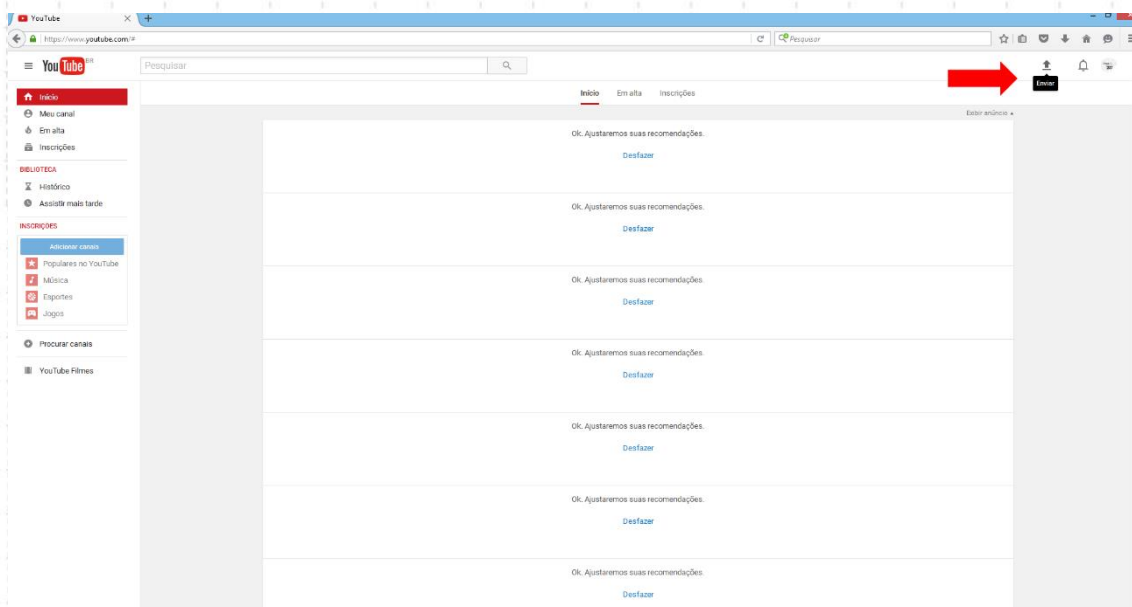 YouTube
https://www.youtube.com/#
Pesquisar
YouTube BR
Pesquisar
Enviar
Início Em alta Inscrições
Exibir anúncio
Início
Meu canal
Em alta
Inscrições
BIBLIOTECA
Histórico
Assistir mais tarde
INSCRIÇÕES
Adicionar canais
Populares no YouTube
Música
Esportes
Jogos
Procurar canais
YouTube Filmes
Ok. Ajustaremos suas recomendações.
Desfazer
Ok. Ajustaremos suas recomendações.
Desfazer
Ok. Ajustaremos suas recomendações.
Desfazer
Ok. Ajustaremos suas recomendações.
Desfazer
Ok. Ajustaremos suas recomendações.
Desfazer
Ok. Ajustaremos suas recomendações.
Desfazer
Ok. Ajustaremos suas recomendações.
Desfazer